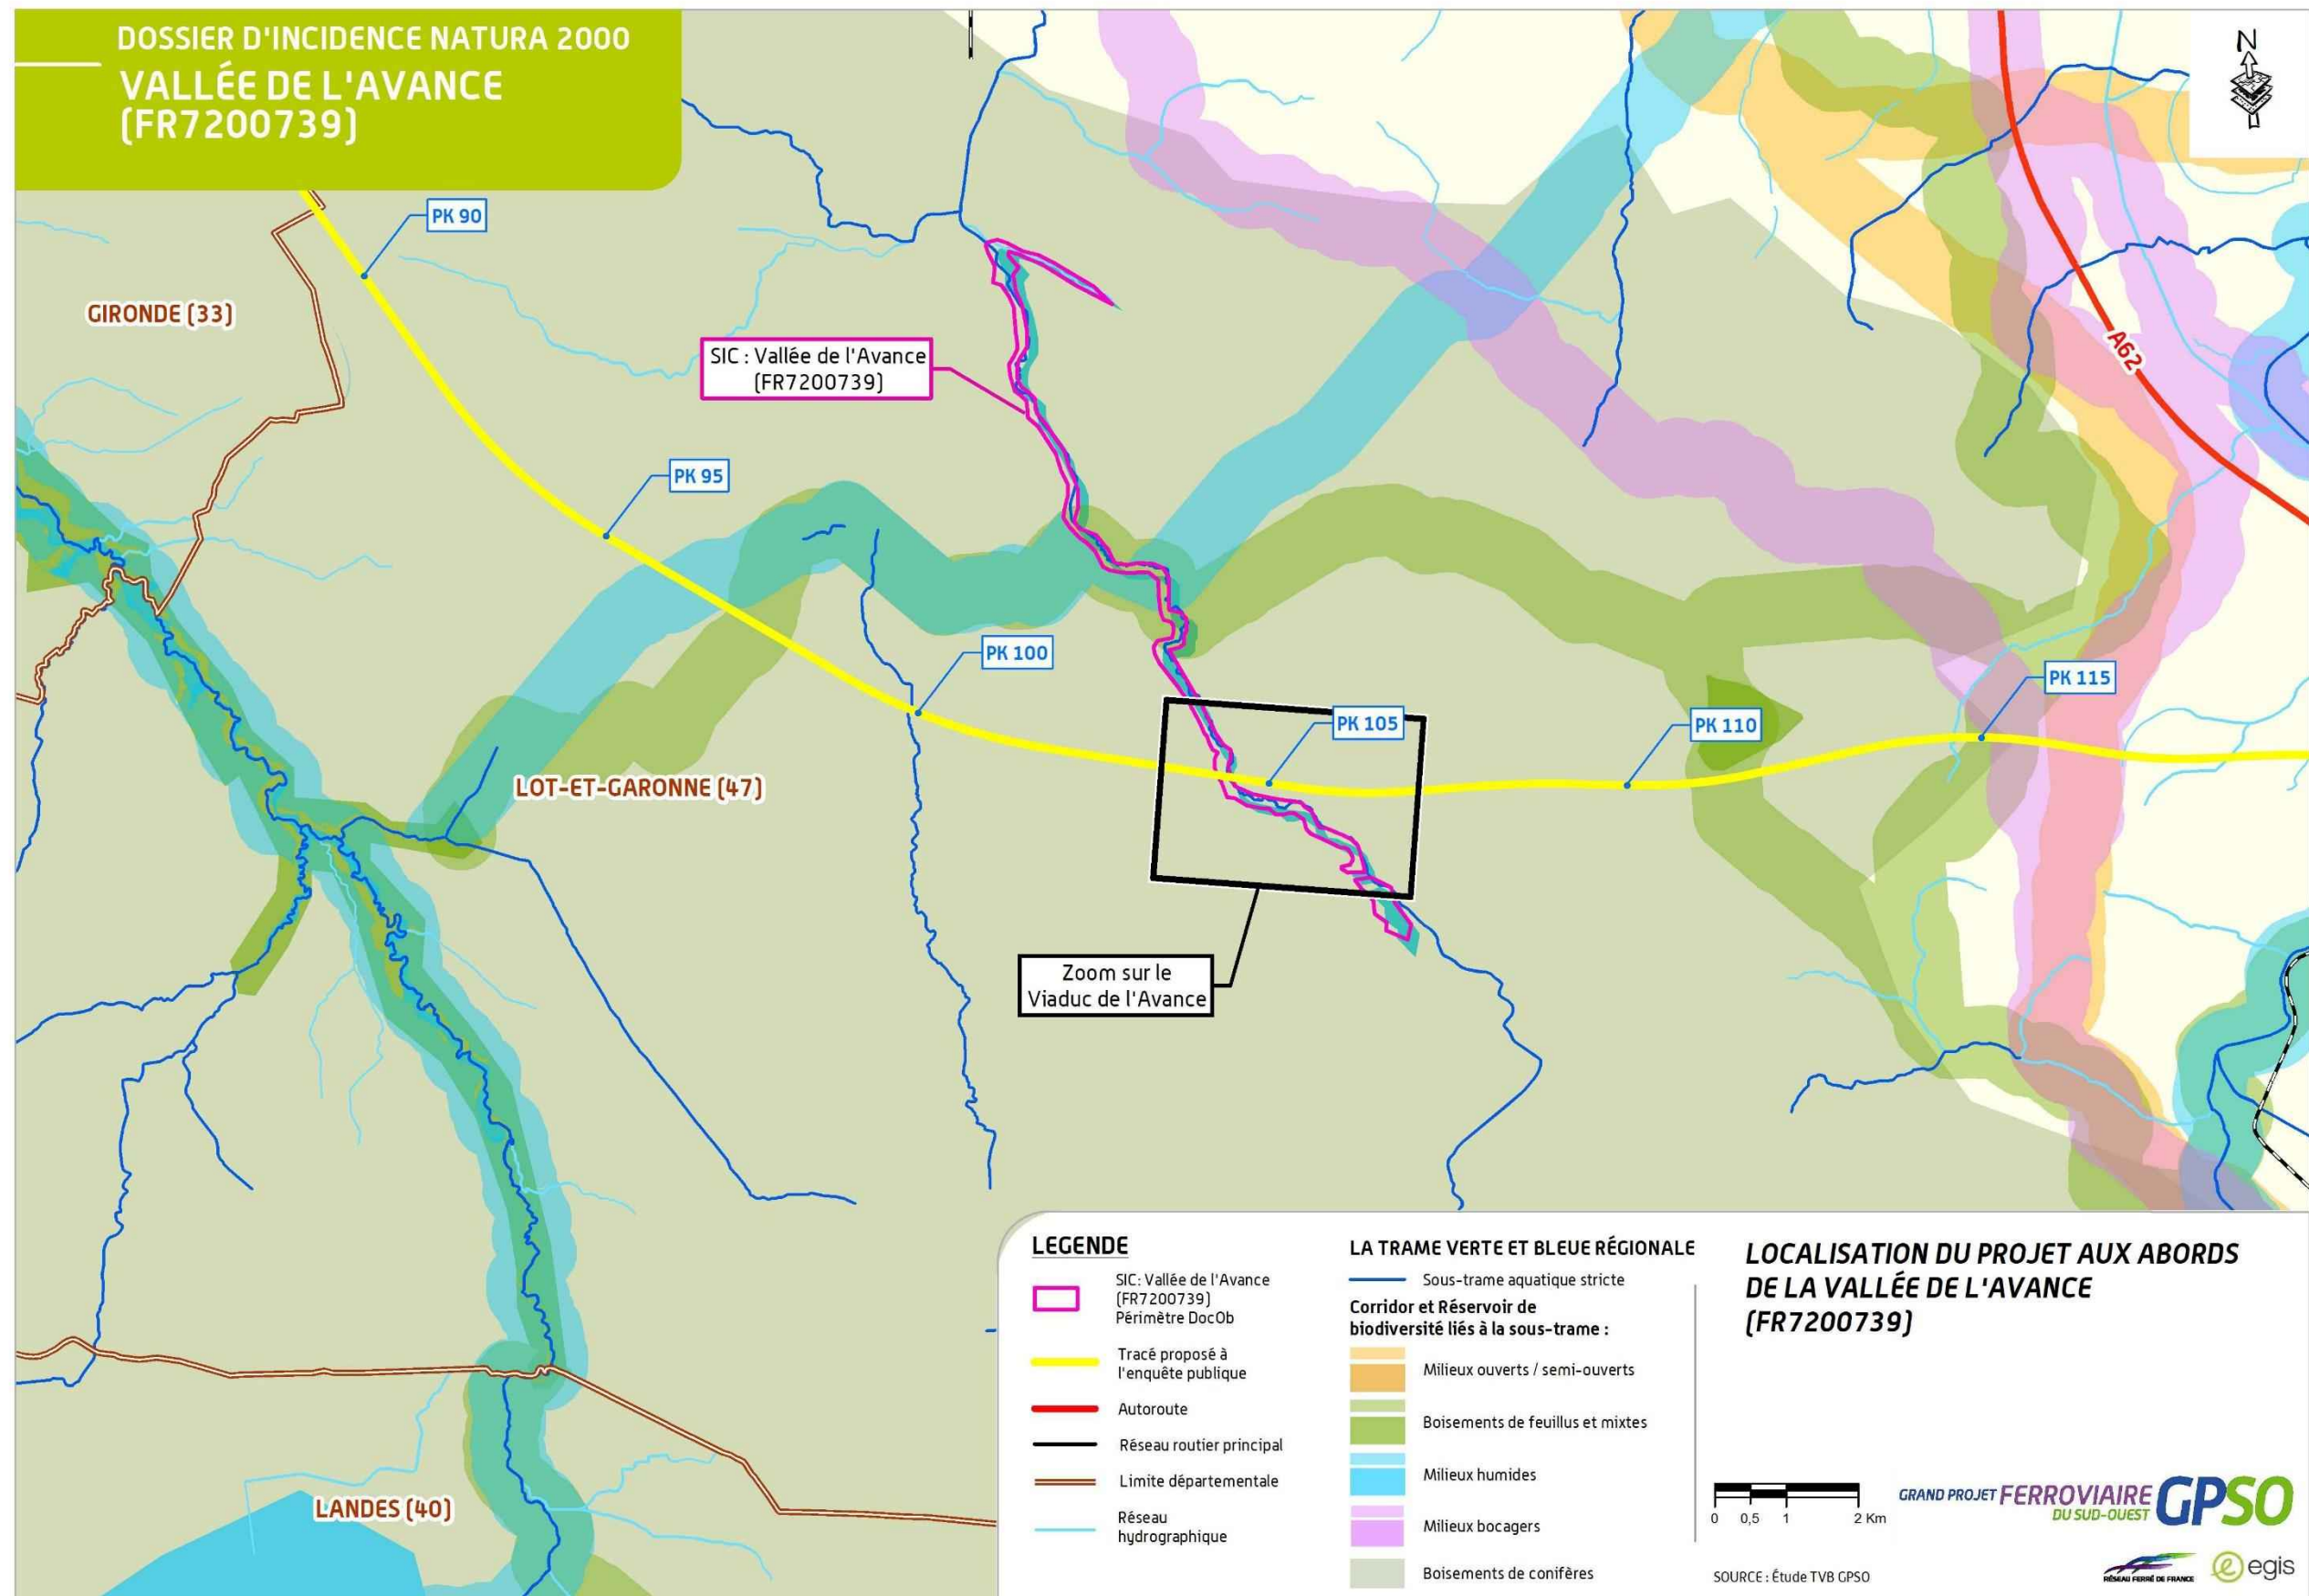 DOSSIER D'INCIDENCE NATURA 2000
VALLÉE DE L'AVANCE
(FR7200739)
N
PK 90
GIRONDE (33)
SIC : Vallée de l'Avance
(FR7200739)
A62
PK 95
PK 100
PK 105
PK 110
PK 115
LOT-ET-GARONNE (47)
Zoom sur le
Viaduc de l'Avance
LANDES (40)
LEGENDE
SIC: Vallée de l'Avance
(FR7200739)
Périmètre DocOb
Tracé proposé à
l'enquête publique
Autoroute
Réseau routier principal
Limite départementale
Réseau
hydrographique
LA TRAME VERTE ET BLEUE RÉGIONALE
Sous-trame aquatique stricte
Corridor et Réservoir de
biodiversité liés à la sous-trame :
Milieux ouverts / semi-ouverts
Boisements de feuillus et mixtes
Milieux humides
Milieux bocagers
Boisements de conifères
LOCALISATION DU PROJET AUX ABORDS
DE LA VALLÉE DE L'AVANCE
(FR7200739)
0 0,5 1 2 Km
GRAND PROJET FERROVIAIRE
DU SUD-OUEST
GPSO
SOURCE : Étude TVB GPSO
RÉSEAU FERRÉ DE FRANCE
e egis